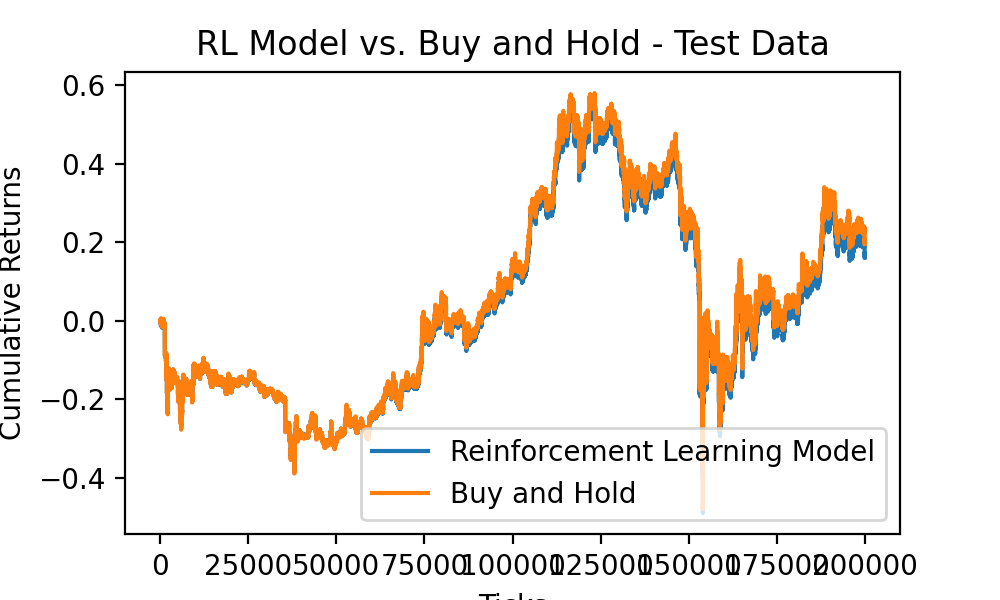 RL Model vs. Buy and Hold - Test Data
Cumulative Returns
0.6
0.4
0.2
0.0
−0.2
−0.4
Reinforcement Learning Model
Buy and Hold
0 25000 50000 75000 100000 125000 150000 175000 200000
Ticks